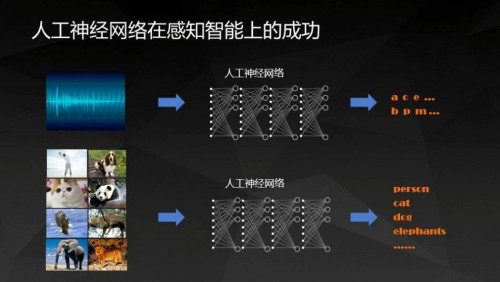 人工神经网络在感知智能上的成功
人工神经网络
a o e ...
b p m ...
人工神经网络
person
cat
dog
elephants
......